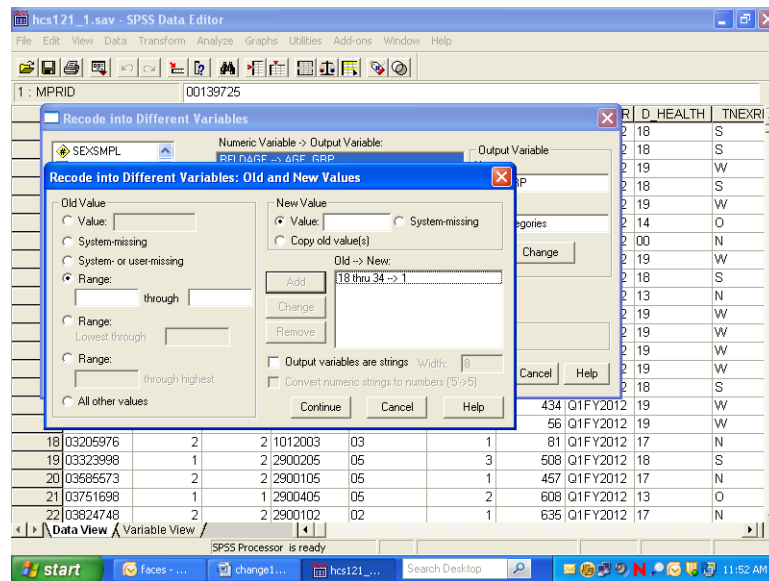 hcs121_1.sav - SPSS Data Editor
File Edit View Data Transform Analyze Graphs Utilities Add-ons Window Help
1 : MPRID 00139725
D_HEALTH TNEXRE
Recode into Different Variables
SEXSMPL
Numeric Variable -> Output Variable:
Output Variable
Change
Cancel Help
Recode into Different Variables: Old and New Values
Old Value
Value:
System-missing
System- or user-missing
Range:
through
Range:
Lowest through
Range:
through highest
All other values
New Value
Value: System-missing
Copy old value(s)
Old --> New:
Add
18 thru 34 --> 1
Change
Remove
Output variables are strings Width: 8
Convert numeric strings to numbers ('5'->5)
Continue Cancel Help
18 S
18 S
19 W
18 S
19 W
14 O
00 N
19 W
18 S
13 N
19 W
19 W
19 W
19 W
18 S
434 Q1FY2012 19 W
56 Q1FY2012 19 W
18 03205976 2 2 1012003 03 1 81 Q1FY2012 17 N
19 03323998 1 2 2900205 05 3 508 Q1FY2012 18 S
20 03585573 2 2 2900105 05 1 457 Q1FY2012 17 N
21 03751698 1 1 2900405 05 2 608 Q1FY2012 13 O
22 03824748 2 2 2900102 02 1 635 Q1FY2012 17 N
Data View Variable View
SPSS Processor is ready
start faces - ... change1... hcs121_... Search Desktop 11:52 AM